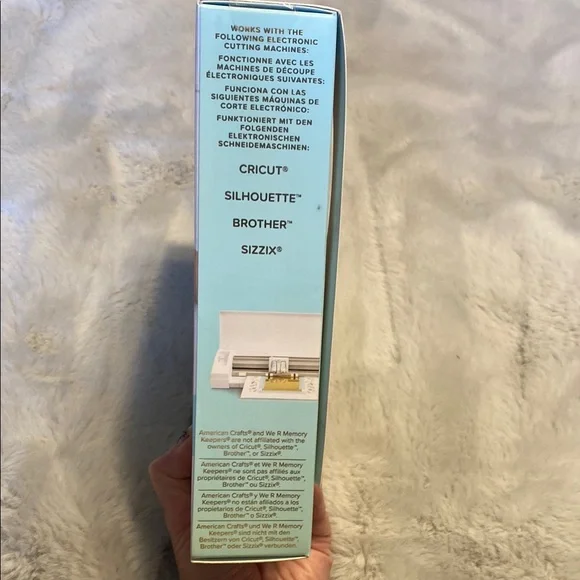 WORKS WITH THE
FOLLOWING ELECTRONIC
CUTTING MACHINES:
FONCTIONNE AVEC LES
MACHINES DE DÉCOUPE
ÉLECTRONIQUES SUIVANTES:
FUNCIONA CON LAS
SIGUIENTES MÁQUINAS DE
CORTE ELECTRÓNICO:
FUNKTIONIERT MIT DEN
FOLGENDEN
ELEKTRONISCHEN
SCHNEIDEMASCHINEN:
CRICUT®
SILHOUETTE™
BROTHER™
SIZZIX®
American Crafts® and We R Memory
Keepers® are not affiliated with the
owners of Cricut®, Silhouette™,
Brother™, or Sizzix®.
American Crafts® et We R Memory
Keepers® ne sont pas affiliés aux
propriétaires de Cricut®, Silhouette™,
Brother™ ou Sizzix®.
American Crafts® y We R Memory
Keepers® no están afiliados a los
propietarios de Cricut®, Silhouette™,
Brother™ o Sizzix®.
American Crafts® und We R Memory
Keepers® sind nicht mit den
Besitzern von Cricut®, Silhouette™,
Brother™ oder Sizzix® verbunden.